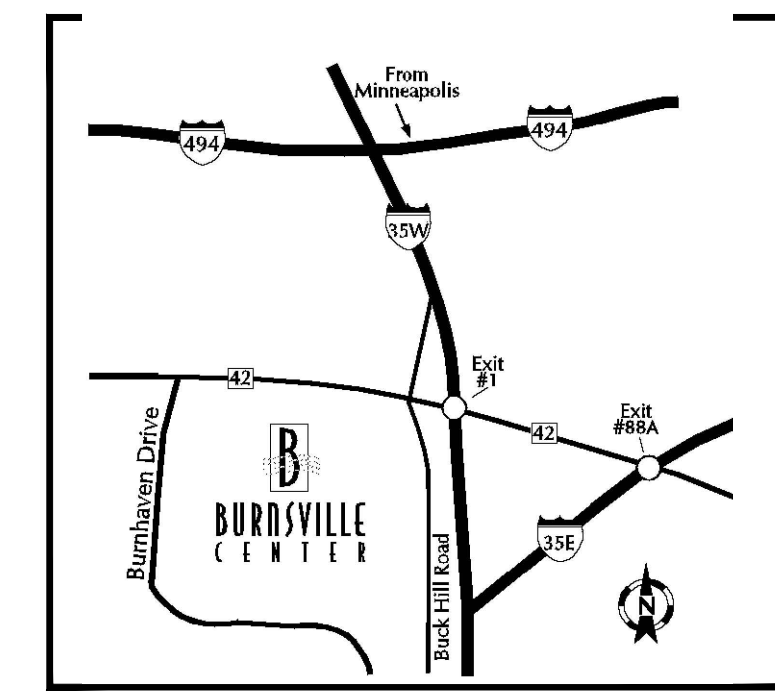 From
Minneapolis
494
494
35W
Exit
#1
42
Exit
#88A
42
Burnhaven Drive
B
BURNSVILLE
CENTER
35E
Buck Hill Road
N